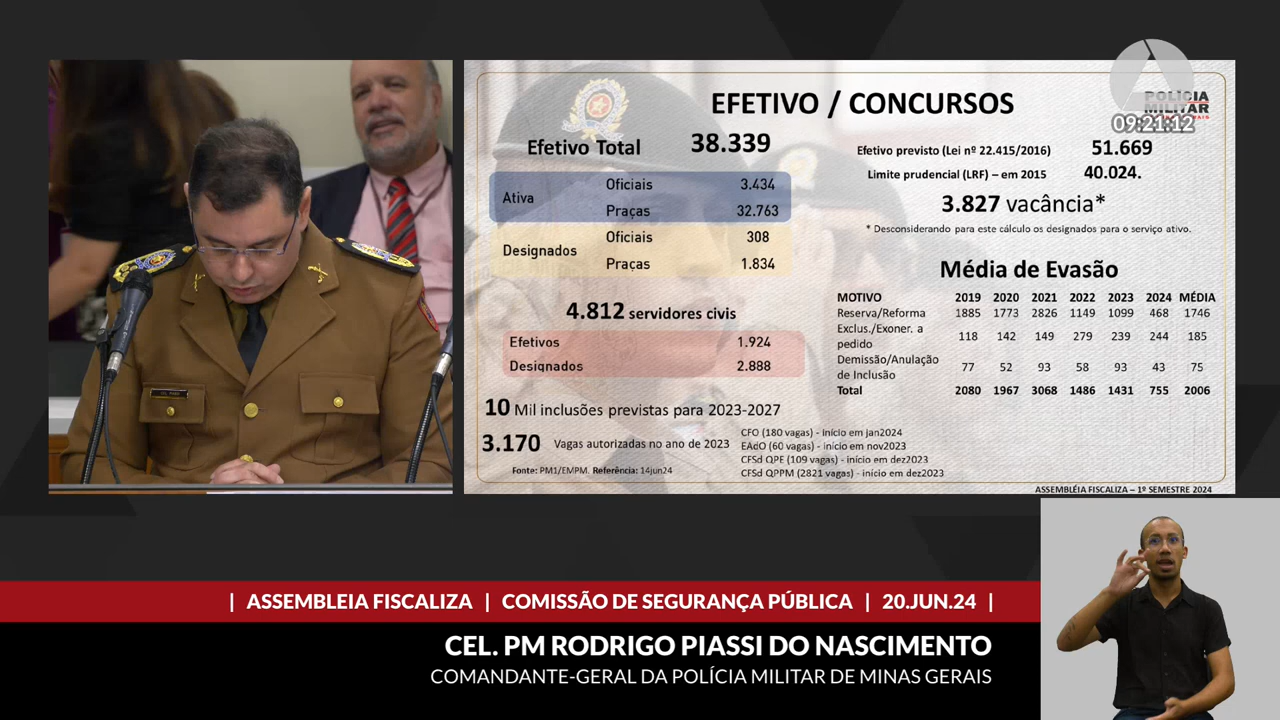 EFETIVO / CONCURSOS
POLÍCIA
MILITAR
09:21:12
Efetivo Total 38.339
Ativa
Oficiais 3.434
Praças 32.763
Designados
Oficiais 308
Praças 1.834
4.812 servidores civis
Efetivos 1.924
Designados 2.888
10 Mil inclusões previstas para 2023-2027
3.170 Vagas autorizadas no ano de 2023
CFO (180 vagas) - Início em jan2024
EAdO (60 vagas) - início em nov2023
CFSd QPE (109 vagas) - início em dez2023
CFSd QPPM (2821 vagas) - início em dez2023
Fonte: PM1/EMPM. Referência: 14jun24
Efetivo previsto (Lei nº 22.415/2016) 51.669
Limite prudencial (LRF) – em 2015 40.024.
3.827 vacância*
* Desconsiderando para este cálculo os designados para o serviço ativo.
Média de Evasão
MOTIVO 2019 2020 2021 2022 2023 2024 MÉDIA
Reserva/Reforma 1885 1773 2826 1149 1099 468 1746
Exclus./Exoner. a
pedido 118 142 149 279 239 244 185
Demissão/Anulação
de Inclusão 77 52 93 58 93 43 75
Total 2080 1967 3068 1486 1431 755 2006
ASSEMBLÉIA FISCALIZA – 1º SEMESTRE 2024
| ASSEMBLEIA FISCALIZA | COMISSÃO DE SEGURANÇA PÚBLICA | 20.JUN.24 |
CEL. PM RODRIGO PIASSI DO NASCIMENTO
COMANDANTE-GERAL DA POLÍCIA MILITAR DE MINAS GERAIS